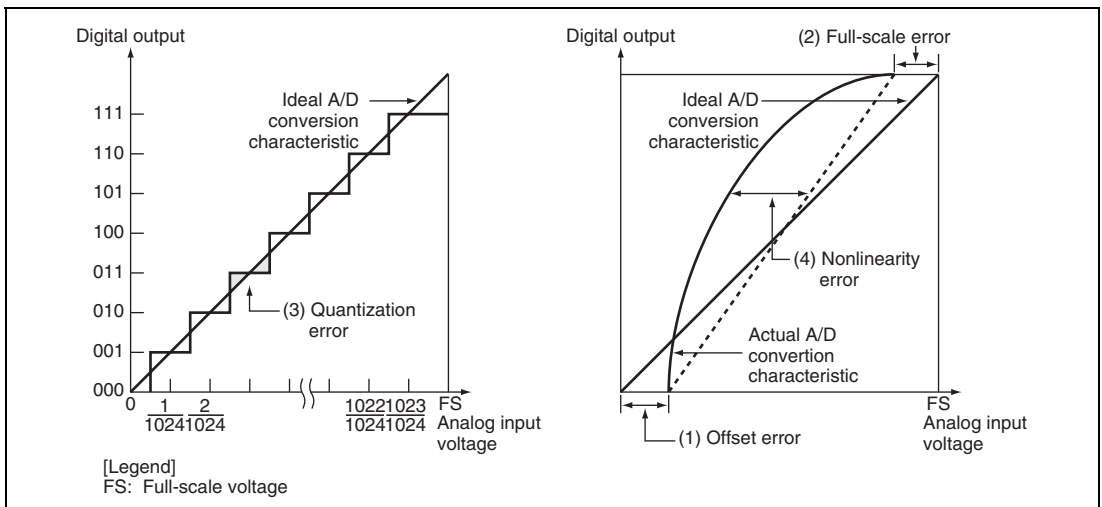 Digital output
Ideal A/D
conversion
characteristic
111
110
101
100
011
010
001
000
(3) Quantization
error
0
1
1024
2
1024
1022
1024
1023
1024
FS
Analog input
voltage
[Legend]
FS: Full-scale voltage
Digital output
(2) Full-scale error
Ideal A/D
conversion
characteristic
(4) Nonlinearity
error
Actual A/D
convertion
characteristic
FS
Analog input
voltage
(1) Offset error